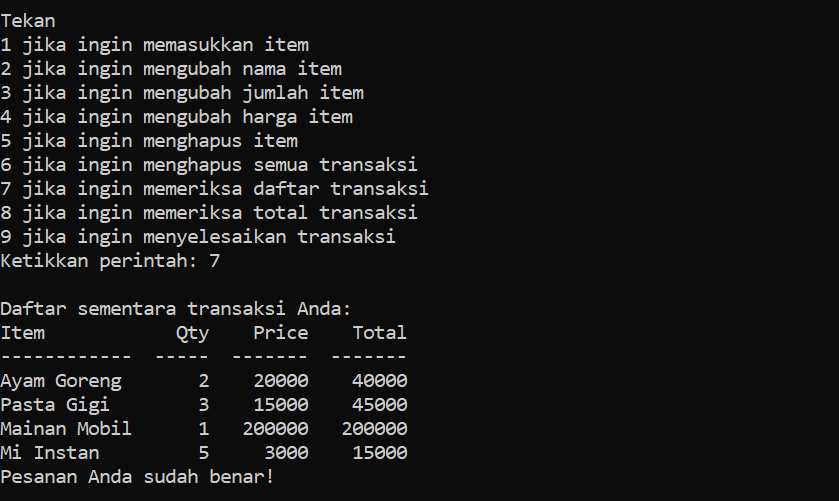 Tekan
1 jika ingin memasukkan item
2 jika ingin mengubah nama item
3 jika ingin mengubah jumlah item
4 jika ingin mengubah harga item
5 jika ingin menghapus item
6 jika ingin menghapus semua transaksi
7 jika ingin memeriksa daftar transaksi
8 jika ingin memeriksa total transaksi
9 jika ingin menyelesaikan transaksi
Ketikkan perintah: 7

Daftar sementara transaksi Anda:
Item            Qty    Price    Total
------------  -----  -------  -------
Ayam Goreng       2    20000    40000
Pasta Gigi        3    15000    45000
Mainan Mobil      1   200000   200000
Mi Instan         5     3000    15000
Pesanan Anda sudah benar!